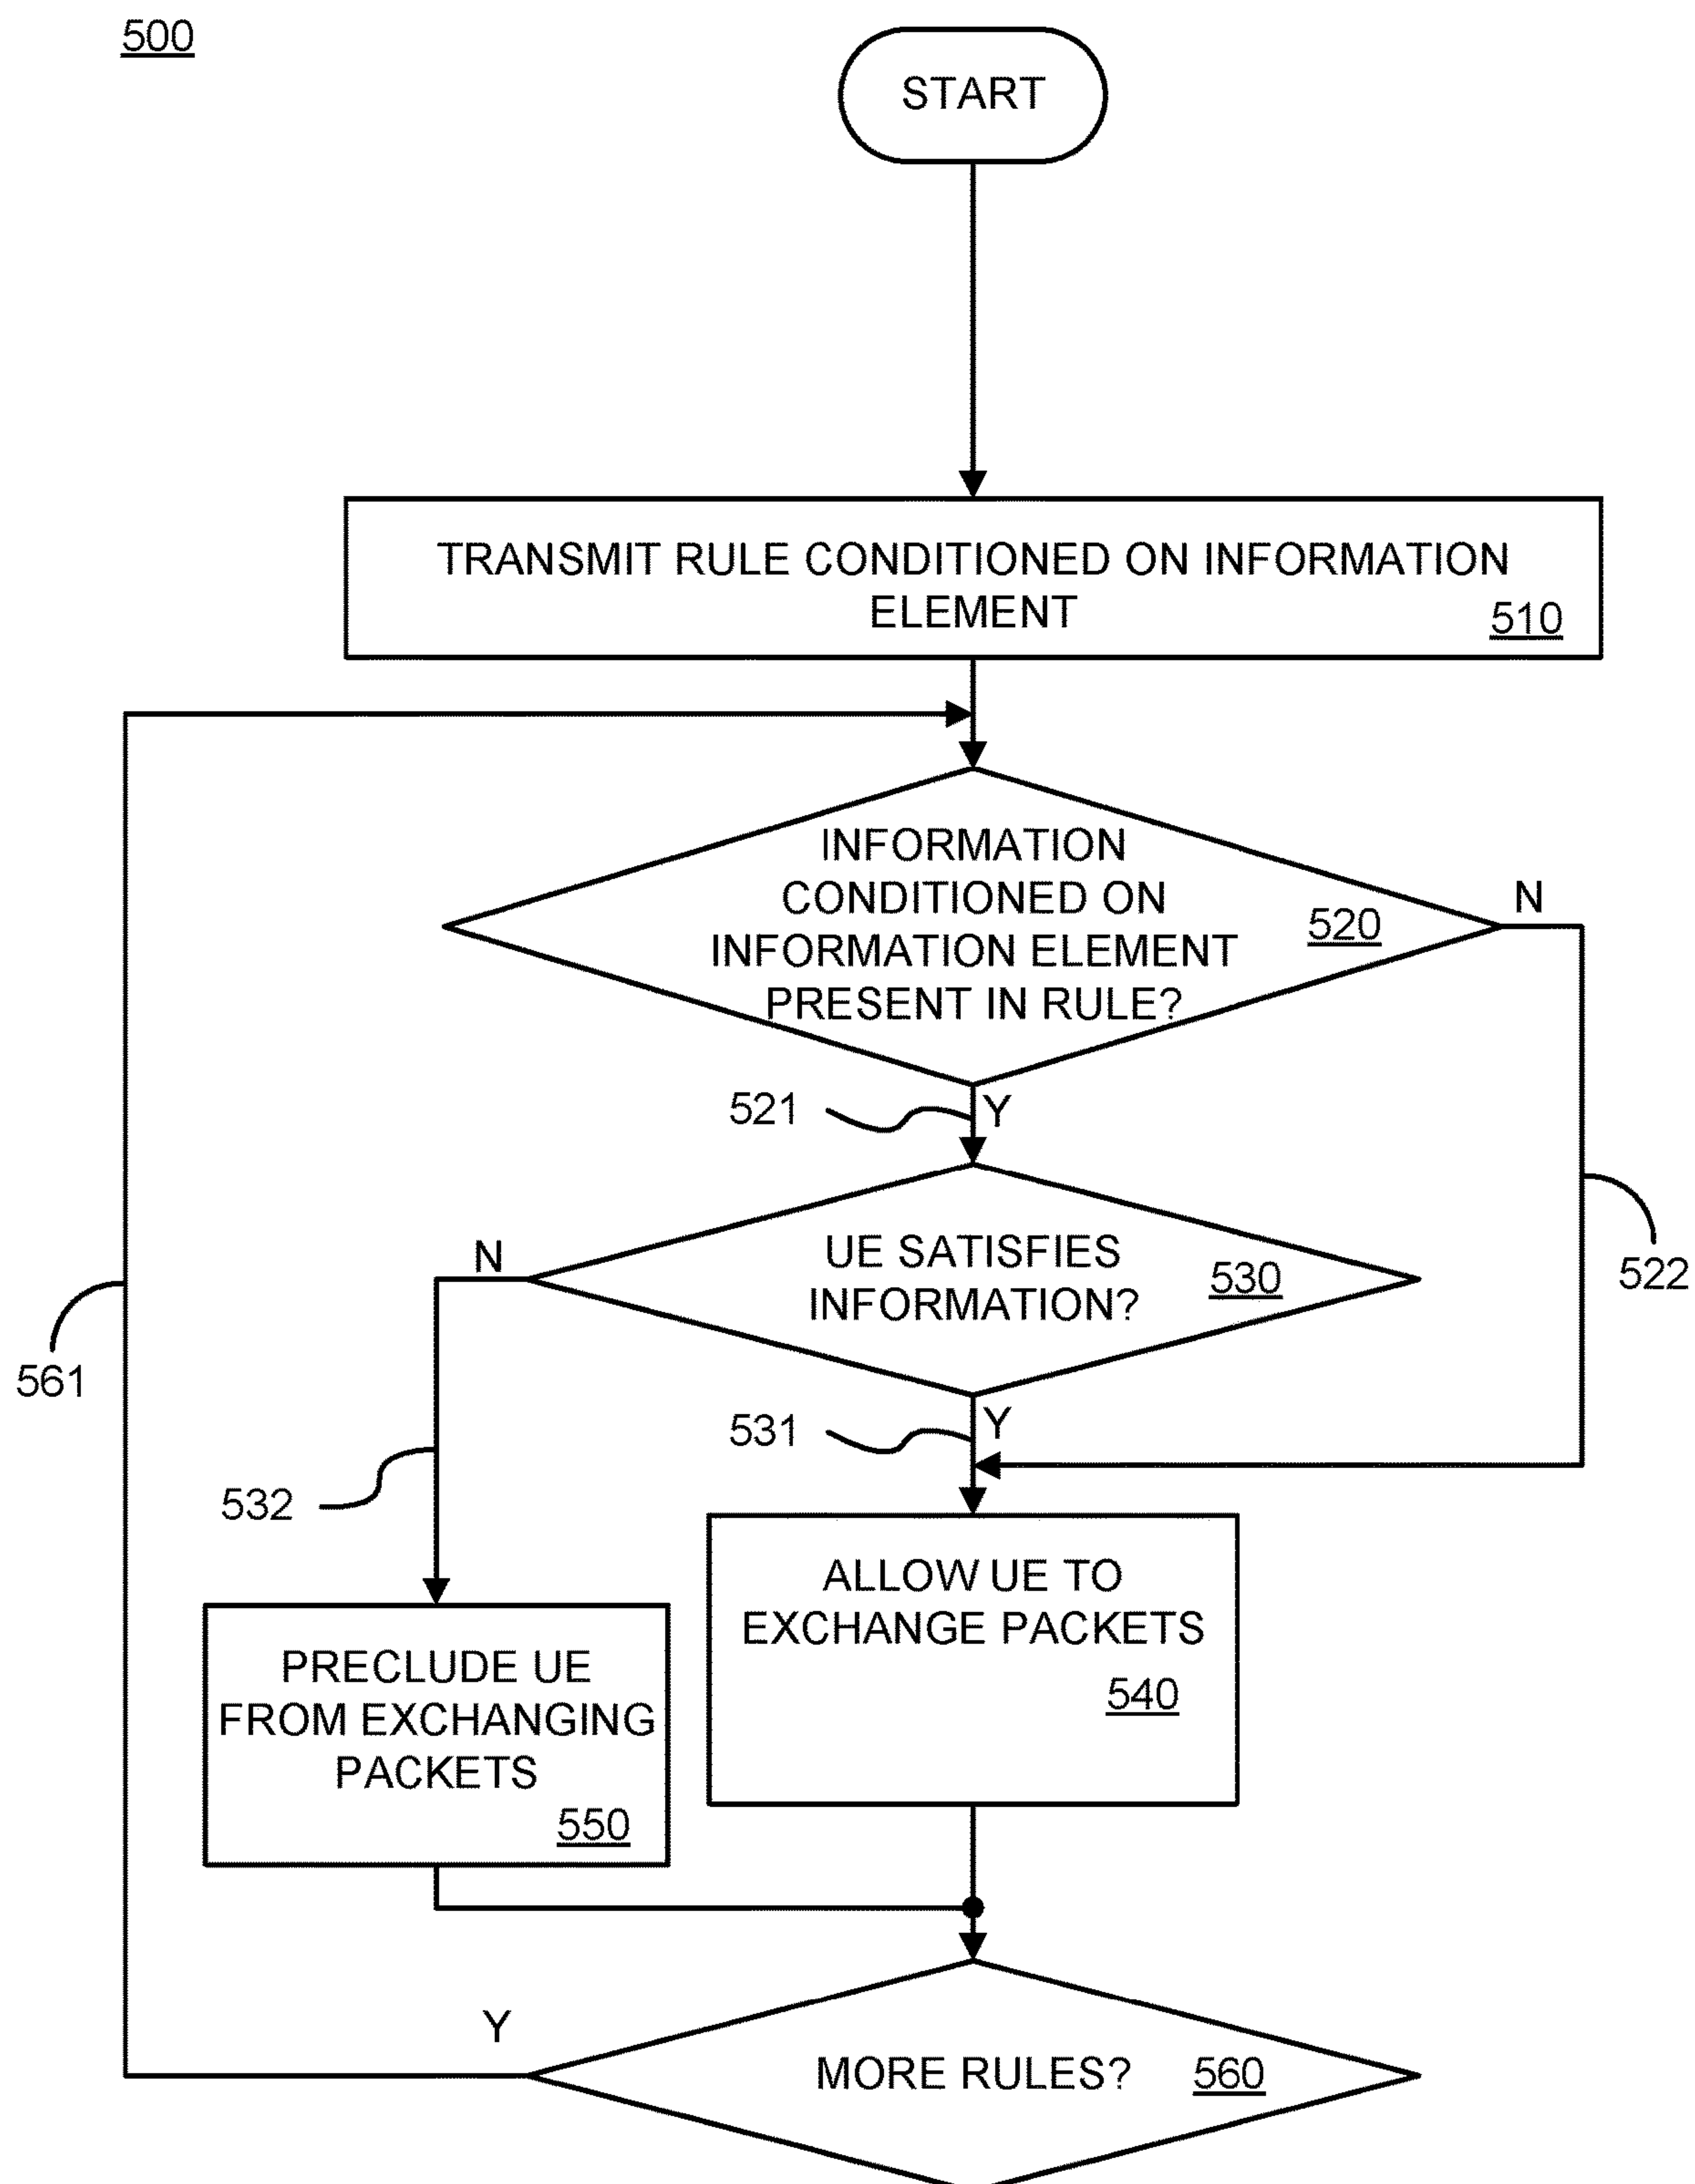 500
START
TRANSMIT RULE CONDITIONED ON INFORMATION
ELEMENT
510
INFORMATION
CONDITIONED ON
INFORMATION ELEMENT
PRESENT IN RULE?
520
N
521
Y
522
UE SATISFIES
INFORMATION?
530
N
561
531
Y
532
ALLOW UE TO
EXCHANGE PACKETS
540
PRECLUDE UE
FROM EXCHANGING
PACKETS
550
Y
MORE RULES?
560